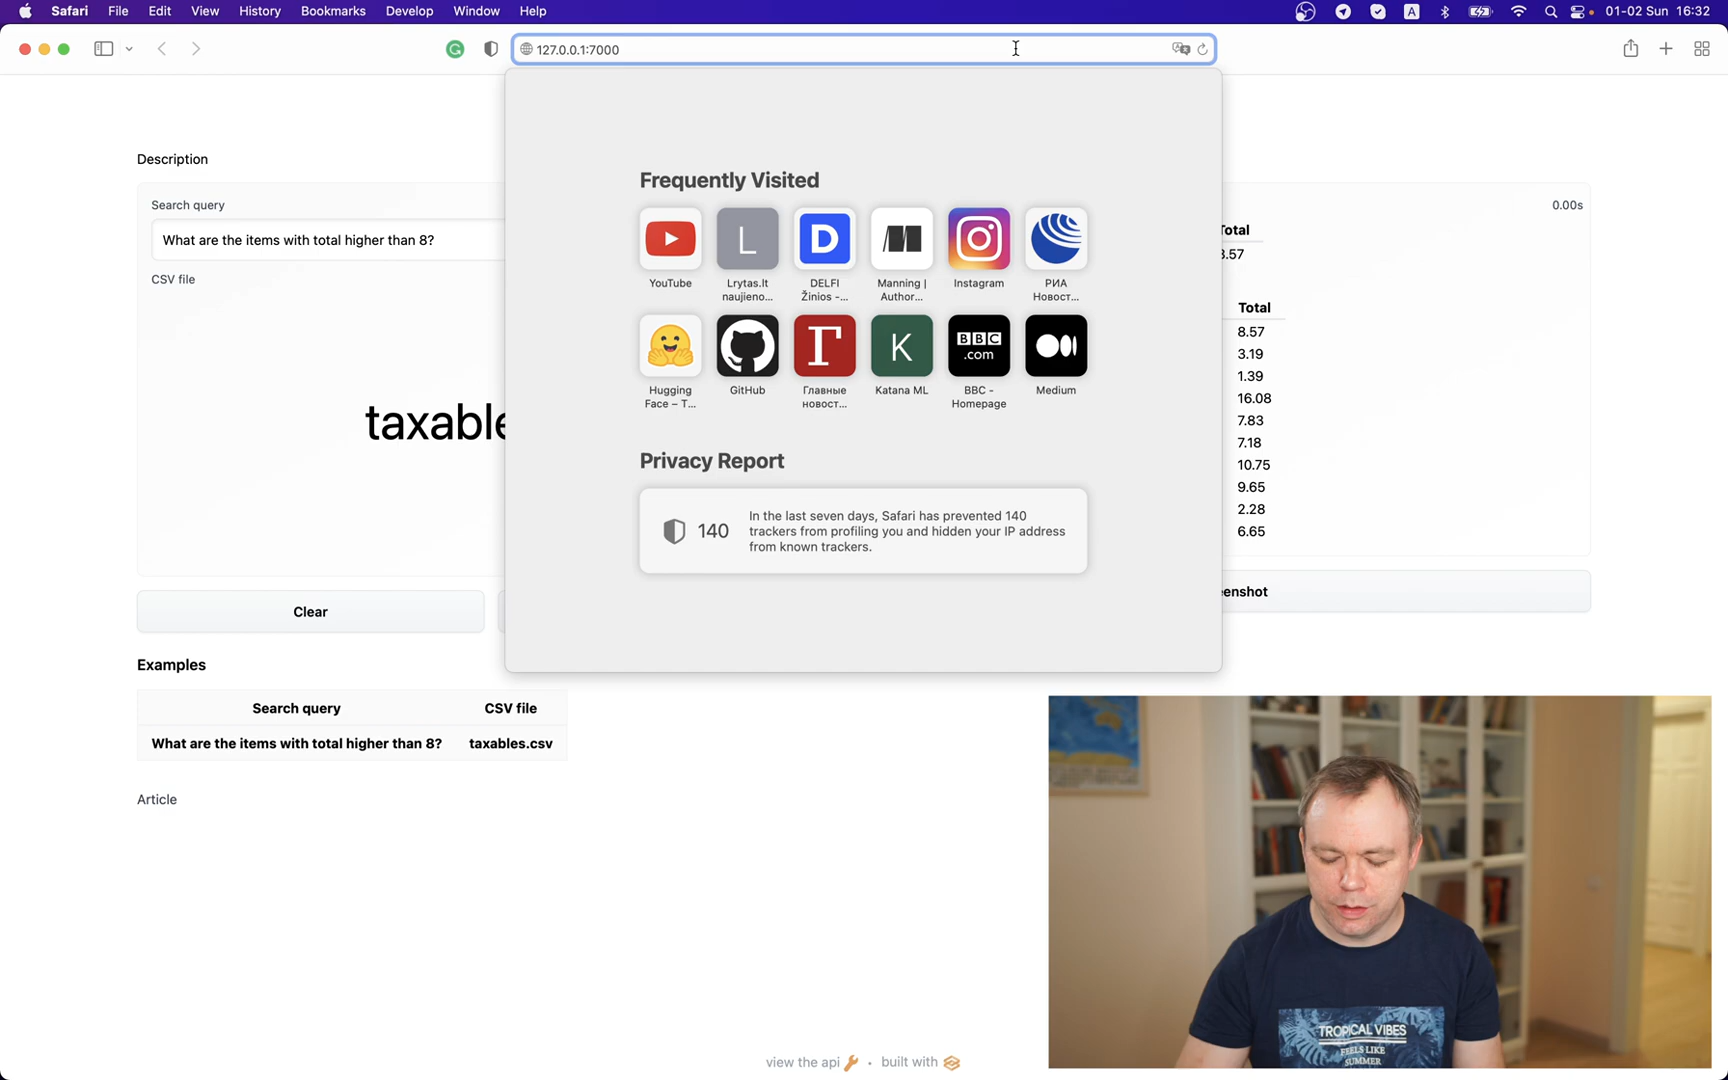 Safari File Edit View History Bookmarks Develop Window Help
A
01-02 Sun 16:32
127.0.0.1:7000
Description
Search query
What are the items with total higher than 8?
CSV file
taxable
Clear
Frequently Visited
L
D
YouTube
Lrytas.lt
naujieno...
DELFI
Žinios -...
Manning |
Author...
Instagram
РИА
Новост...
Г
K
BBC
.com
Hugging
Face – T...
GitHub
Главные
новост...
Katana ML
BBC -
Homepage
Medium
Privacy Report
140
In the last seven days, Safari has prevented 140
trackers from profiling you and hidden your IP address
from known trackers.
0.00s
Total
3.57
Total
8.57
3.19
1.39
16.08
7.83
7.18
10.75
9.65
2.28
6.65
enshot
Examples
Search query CSV file
What are the items with total higher than 8? taxables.csv
Article
TROPICAL VIBES
FEELS LIKE
SUMMER
view the api · built with